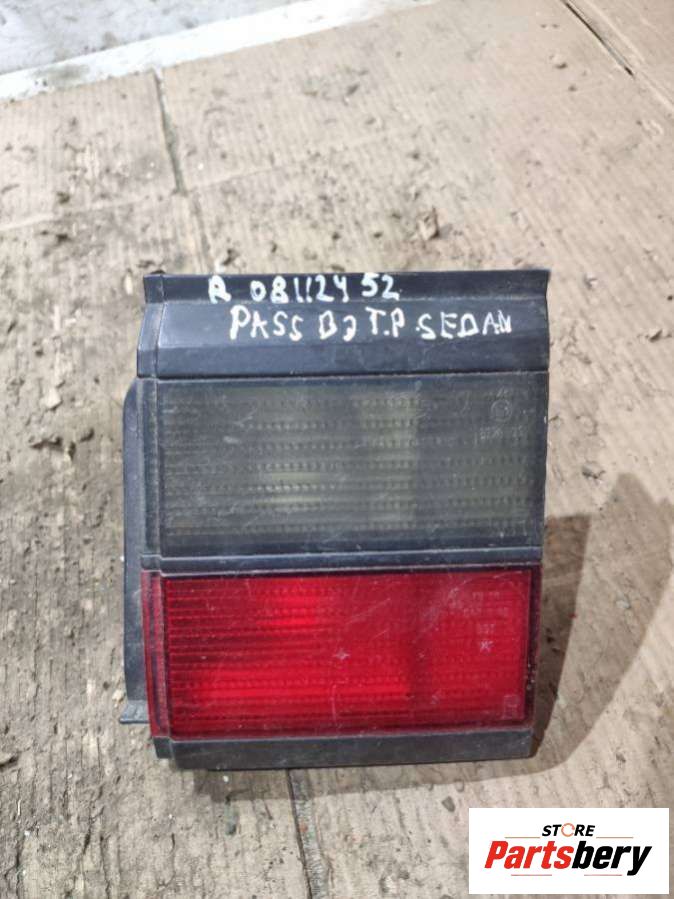 R 08112452
PASS B3 T.P. SEDAN
STORE
Partsbery